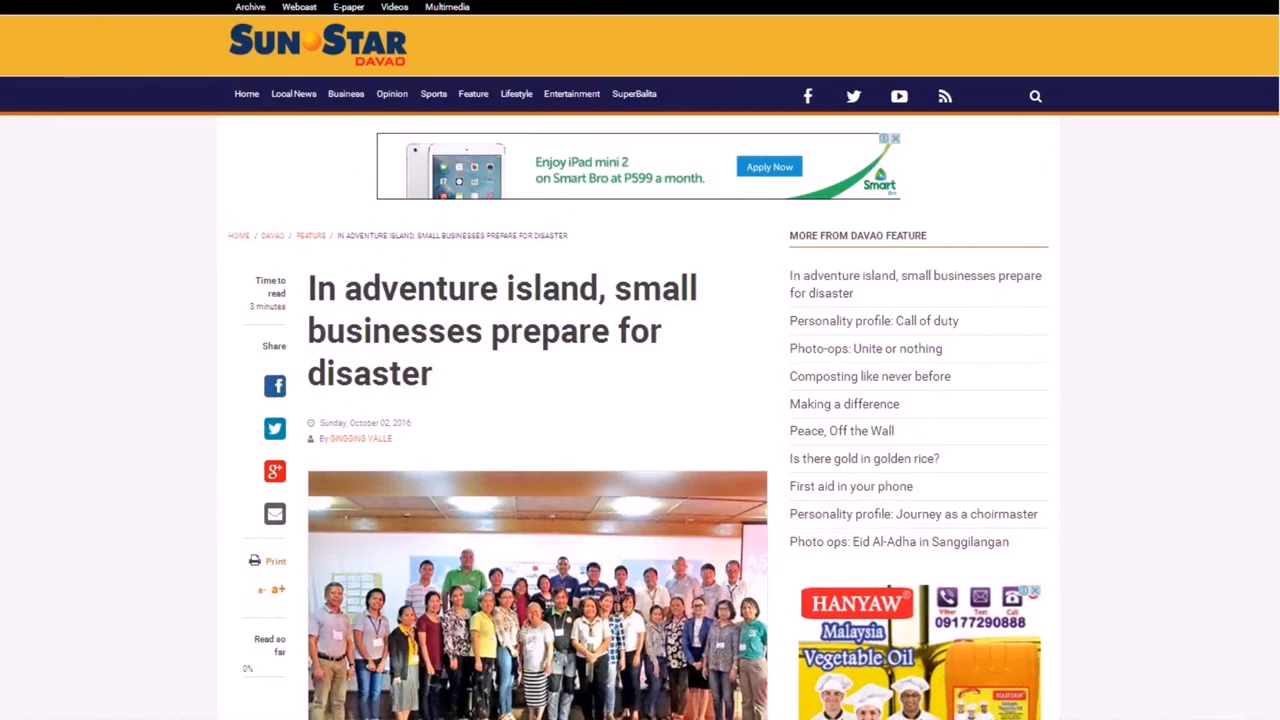 Archive Webcast E-paper Videos Multimedia
SUN STAR
DAVAO
Home Local News Business Opinion Sports Feature Lifestyle Entertainment SuperBalita
Enjoy iPad mini 2
on Smart Bro at P599 a month.
Apply Now
Smart
Bro
HOME / DAVAO / FEATURE / IN ADVENTURE ISLAND, SMALL BUSINESSES PREPARE FOR DISASTER
Time to
read
3 minutes
Share
Print
a- a+
Read so
far
0%
In adventure island, small
businesses prepare for
disaster
Sunday, October 02, 2016
By GINGGING VALLE
MORE FROM DAVAO FEATURE
In adventure island, small businesses prepare
for disaster
Personality profile: Call of duty
Photo-ops: Unite or nothing
Composting like never before
Making a difference
Peace, Off the Wall
Is there gold in golden rice?
First aid in your phone
Personality profile: Journey as a choirmaster
Photo ops: Eid Al-Adha in Sanggilangan
HANYAW®
Malaysia
Vegetable Oil
Viber Text Call
09177290888
HANYAW